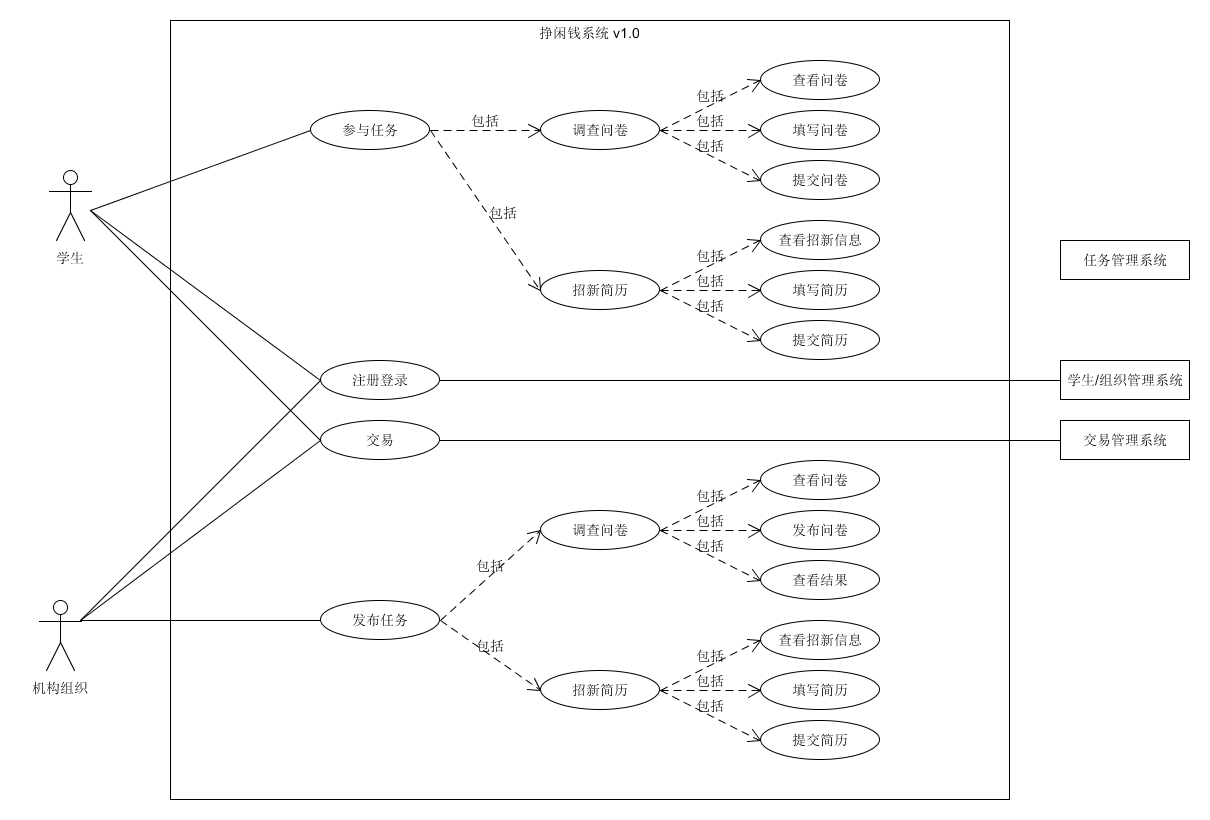 挣闲钱系统 v1.0
查看问卷
包括
参与任务
包括
调查问卷
包括
填写问卷
包括
提交问卷
学生
包括
查看招新信息
包括
任务管理系统
招新简历
包括
填写简历
包括
提交简历
注册登录
学生/组织管理系统
交易
交易管理系统
查看问卷
包括
调查问卷
包括
发布问卷
包括
包括
查看结果
发布任务
包括
查看招新信息
包括
机构组织
招新简历
包括
填写简历
包括
提交简历